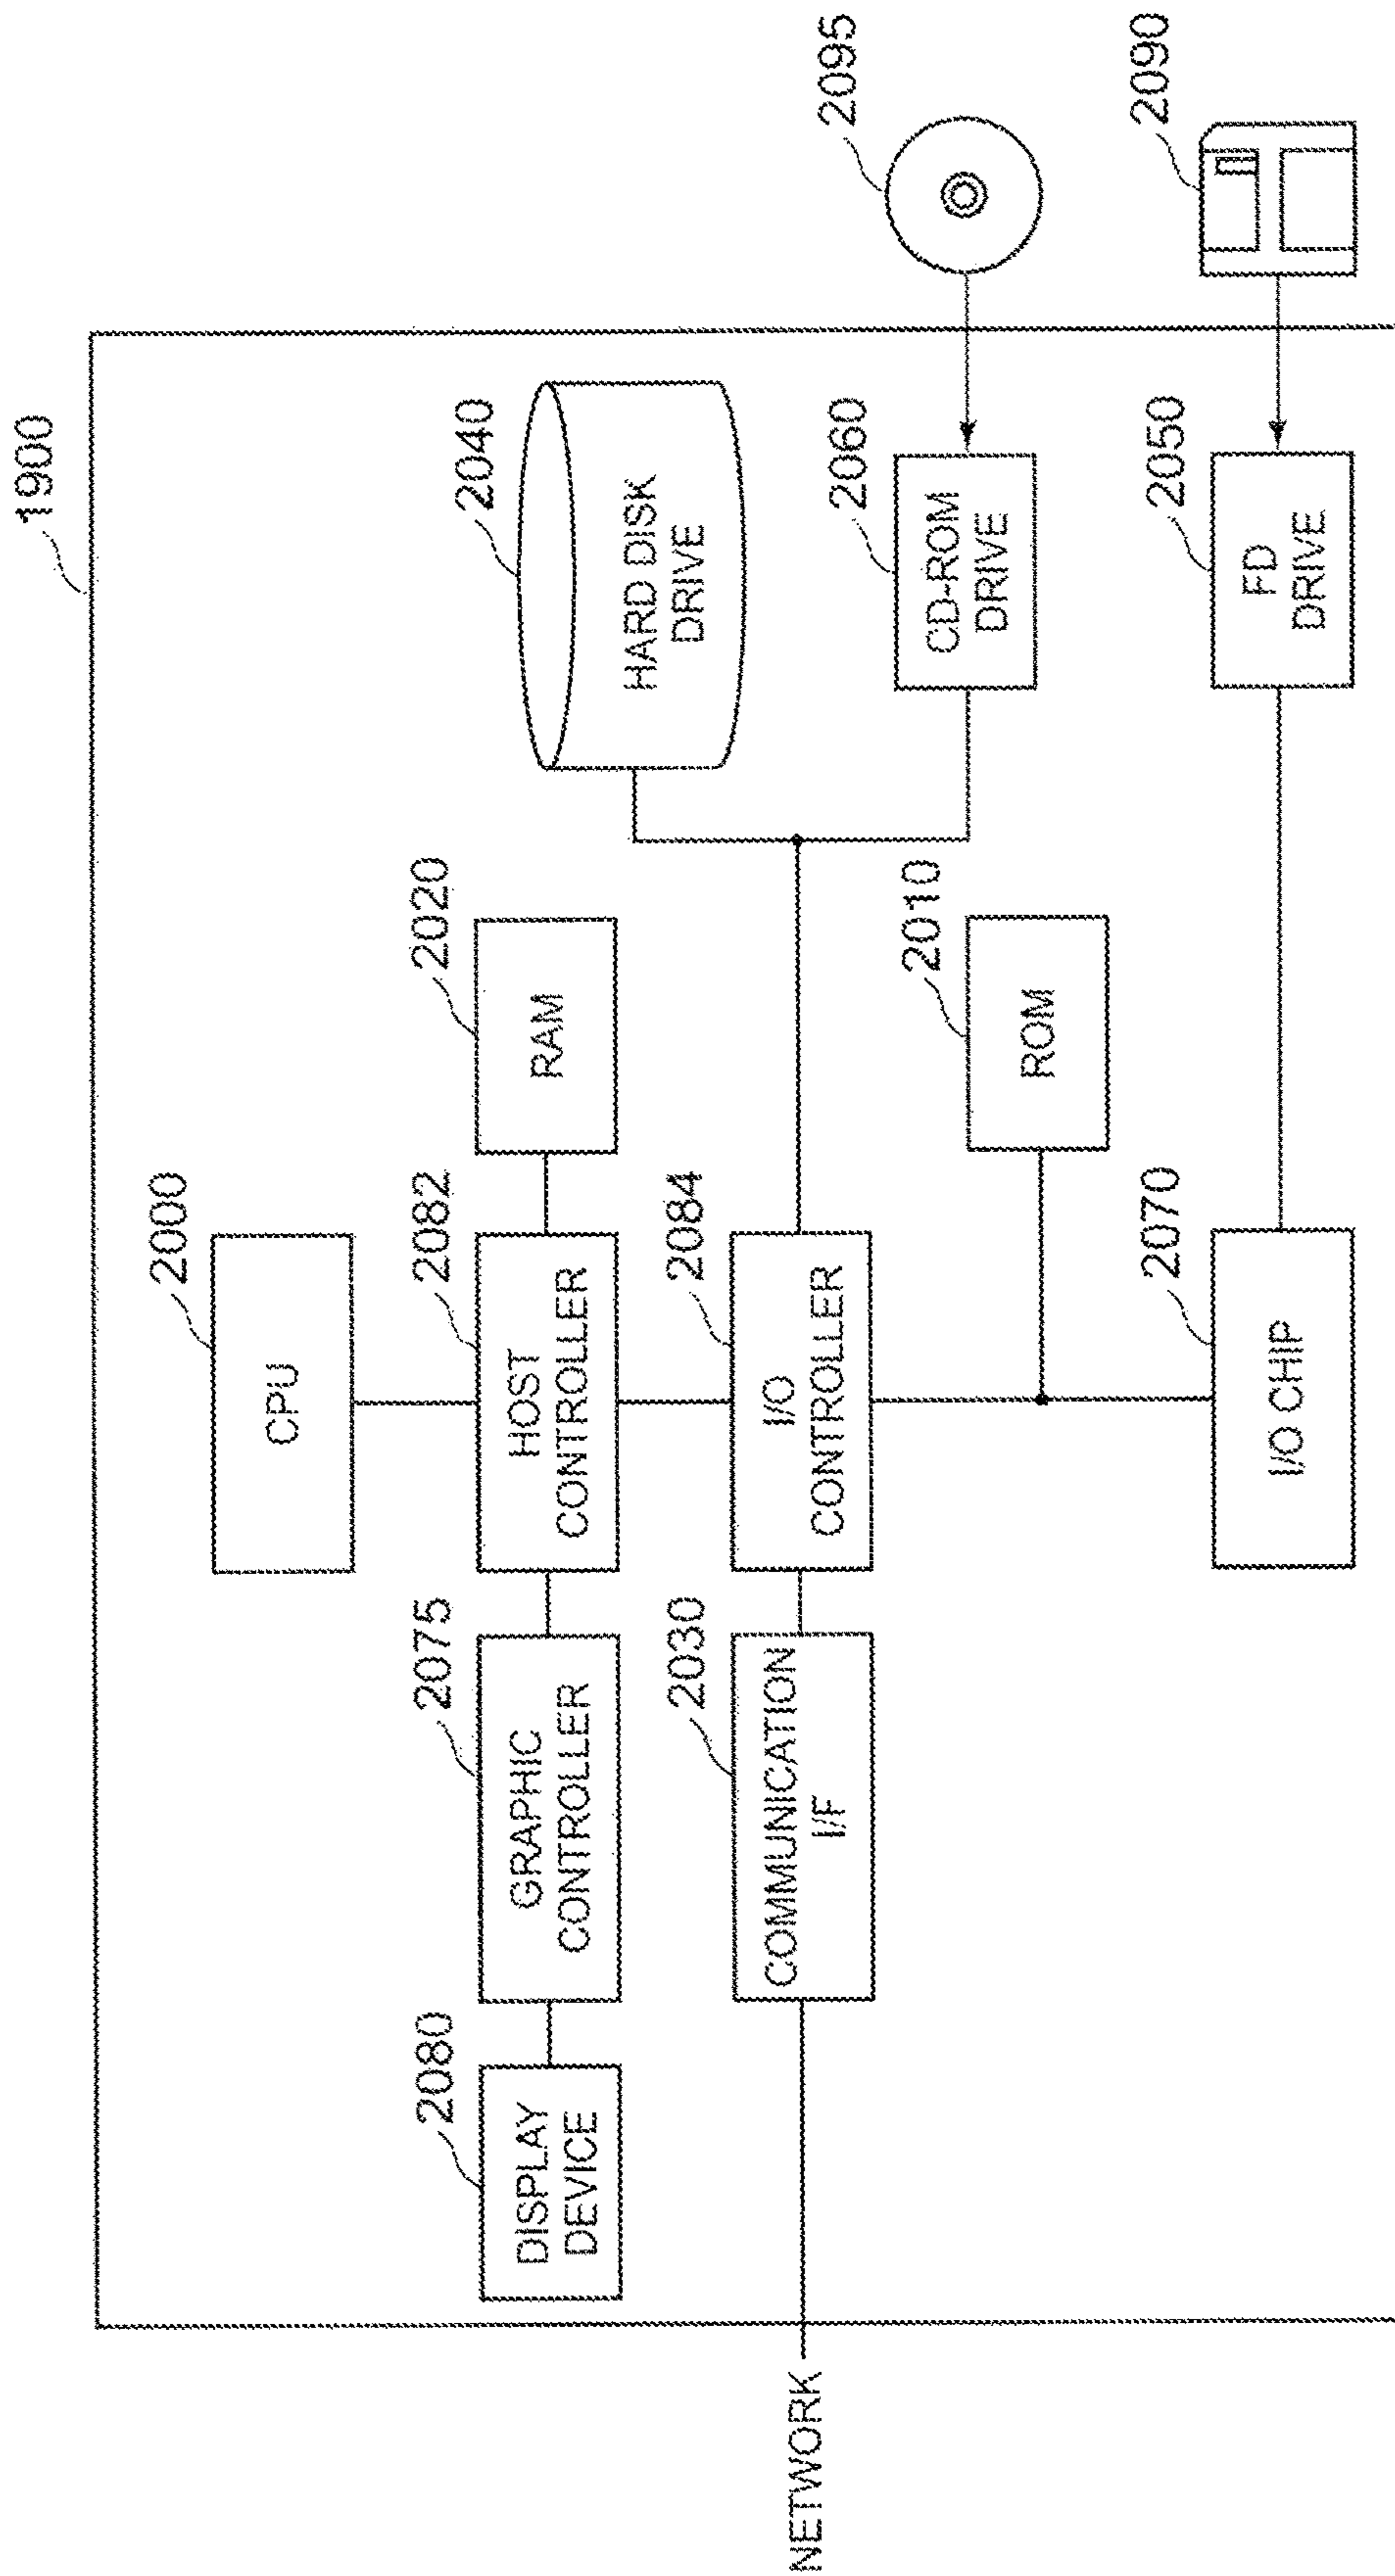 1900
2000
CPU
2080
DISPLAY
DEVICE
2075
GRAPHIC
CONTROLLER
2082
HOST
CONTROLLER
2020
RAM
2040
HARD DISK
DRIVE
NETWORK
2030
COMMUNICATION
I/F
2084
I/O
CONTROLLER
2060
CD-ROM
DRIVE
2095
2010
ROM
2070
I/O CHIP
2050
FD
DRIVE
2090